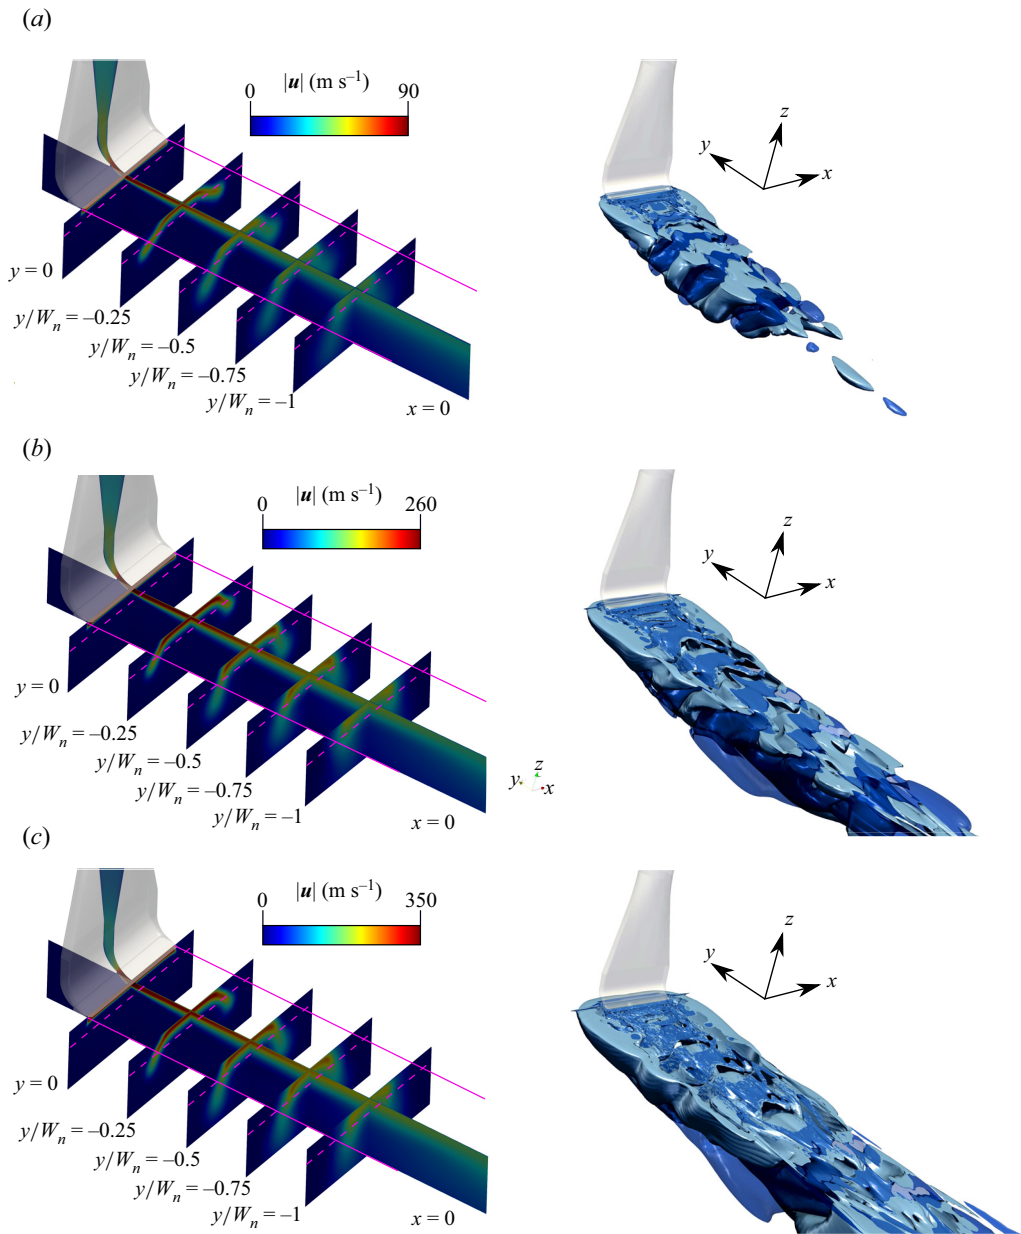 (a)
0 |u| (m s⁻¹) 90
z
y
x
y = 0
y/Wₙ = –0.25
y/Wₙ = –0.5
y/Wₙ = –0.75
y/Wₙ = –1
x = 0
(b)
0 |u| (m s⁻¹) 260
z
y
x
y = 0
y/Wₙ = –0.25
y/Wₙ = –0.5
y/Wₙ = –0.75
y/Wₙ = –1
x = 0
z
y
x
(c)
0 |u| (m s⁻¹) 350
z
y
x
y = 0
y/Wₙ = –0.25
y/Wₙ = –0.5
y/Wₙ = –0.75
y/Wₙ = –1
x = 0